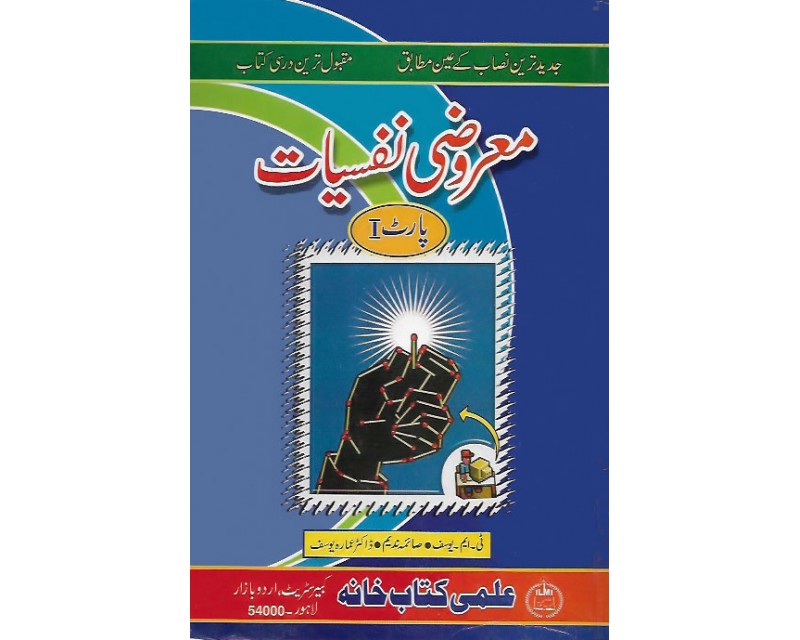 جدید ترین نصاب کے عین مطابق مقبول ترین درسی کتاب
معروضی نفسیات
پارٹ I
ٹی۔ ایم۔ یوسف • صائمہ ندیم • ڈاکٹر عمارہ یوسف
ILMI علمی کتاب خانہ کبیر سٹریٹ، اردو بازار
لاہور۔ 54000